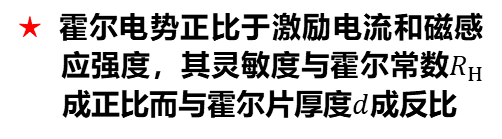 ★ 霍尔电势正比于激励电流和磁感
应强度，其灵敏度与霍尔常数R_H
成正比而与霍尔片厚度d成反比